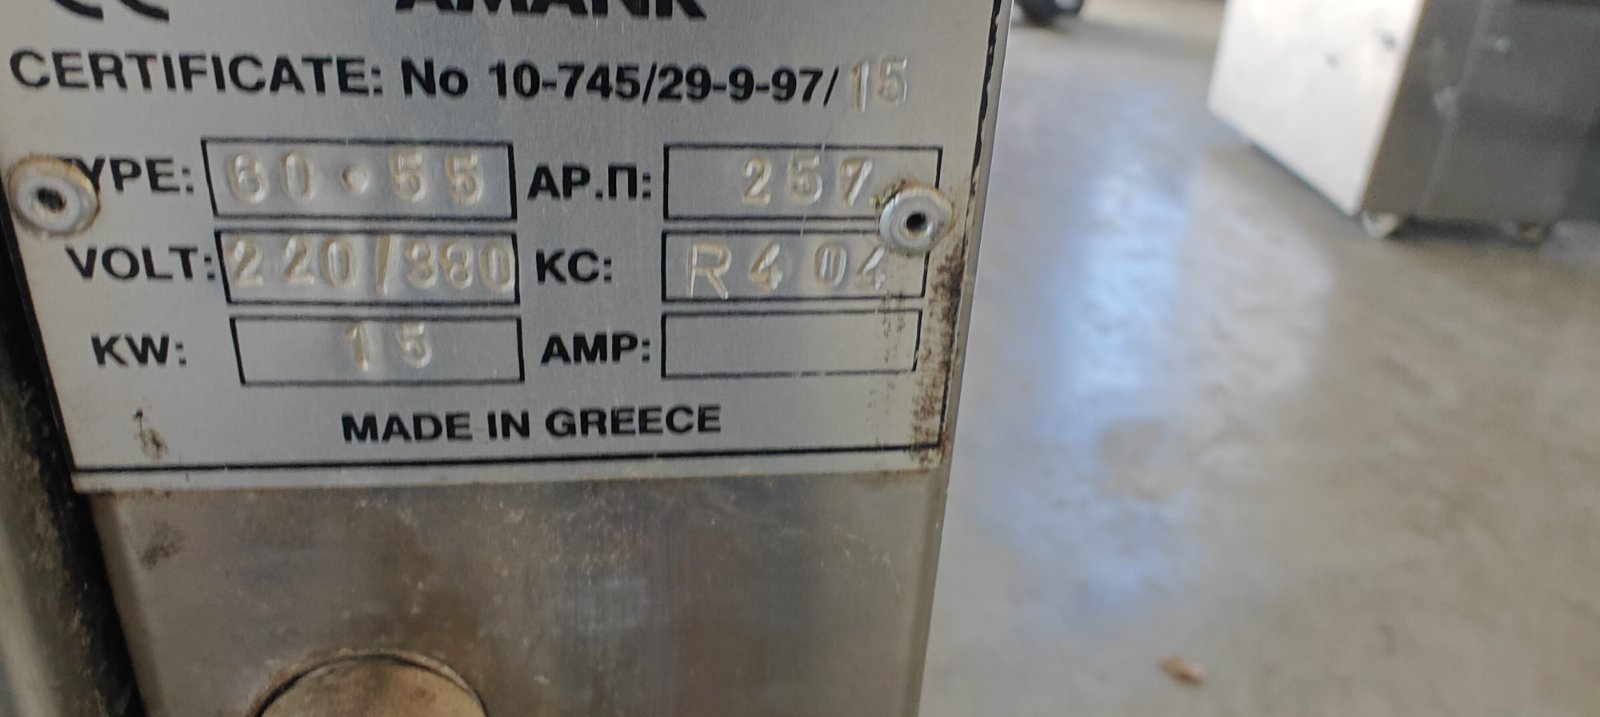 CERTIFICATE: No 10-745/29-9-97/15
TYPE: 60·55 ΑΡ.Π: 257
VOLT: 220/380 KC: R404
KW: 15 AMP:
MADE IN GREECE